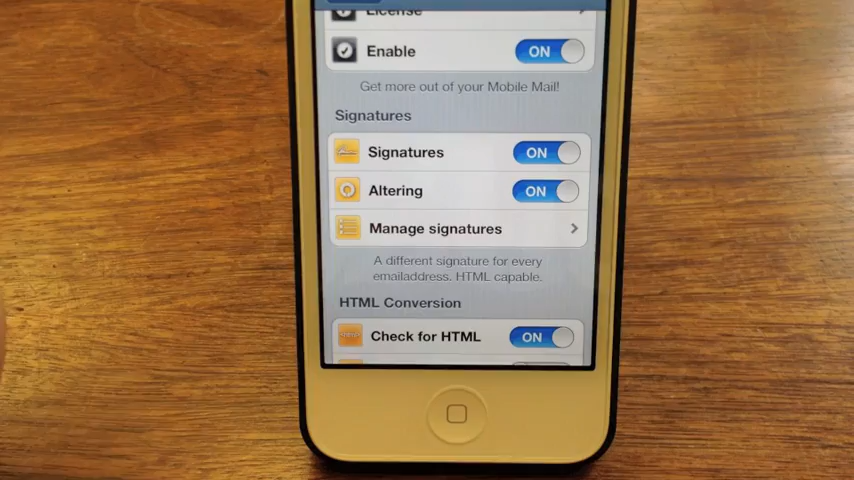 License
Enable ON
Get more out of your Mobile Mail!
Signatures
Signatures ON
Altering ON
Manage signatures
A different signature for every
emailaddress. HTML capable.
HTML Conversion
Check for HTML ON